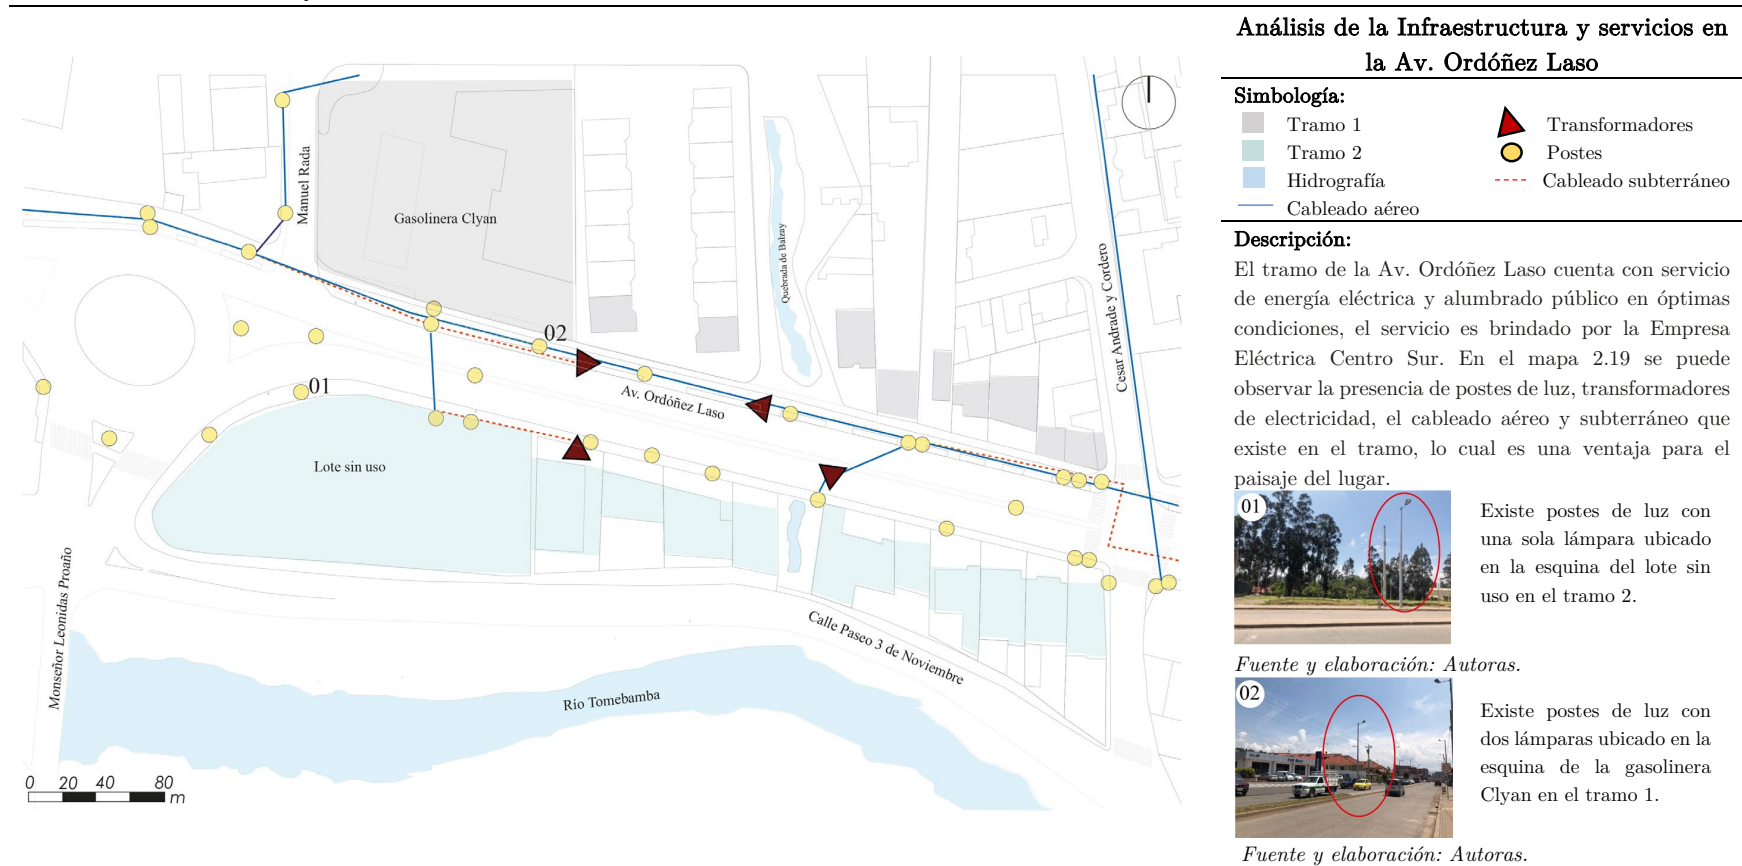 Análisis de la Infraestructura y servicios en
la Av. Ordóñez Laso
Simbología:
Tramo 1
Tramo 2
Hidrografía
Cableado aéreo
Transformadores
Postes
Cableado subterráneo
Descripción:
El tramo de la Av. Ordóñez Laso cuenta con servicio
de energía eléctrica y alumbrado público en óptimas
condiciones, el servicio es brindado por la Empresa
Eléctrica Centro Sur. En el mapa 2.19 se puede
observar la presencia de postes de luz, transformadores
de electricidad, el cableado aéreo y subterráneo que
existe en el tramo, lo cual es una ventaja para el
paisaje del lugar.
01
Existe postes de luz con
una sola lámpara ubicado
en la esquina del lote sin
uso en el tramo 2.
Fuente y elaboración: Autoras.
02
Existe postes de luz con
dos lámparas ubicado en la
esquina de la gasolinera
Clyan en el tramo 1.
Fuente y elaboración: Autoras.
Manuel Rada
Gasolinera Clyan
Quebrada de Balzay
Cesar Andrade y Cordero
02
01
Av. Ordóñez Laso
Lote sin uso
Monseñor Leonidas Proaño
Calle Paseo 3 de Noviembre
Río Tomebamba
0 20 40 80
m